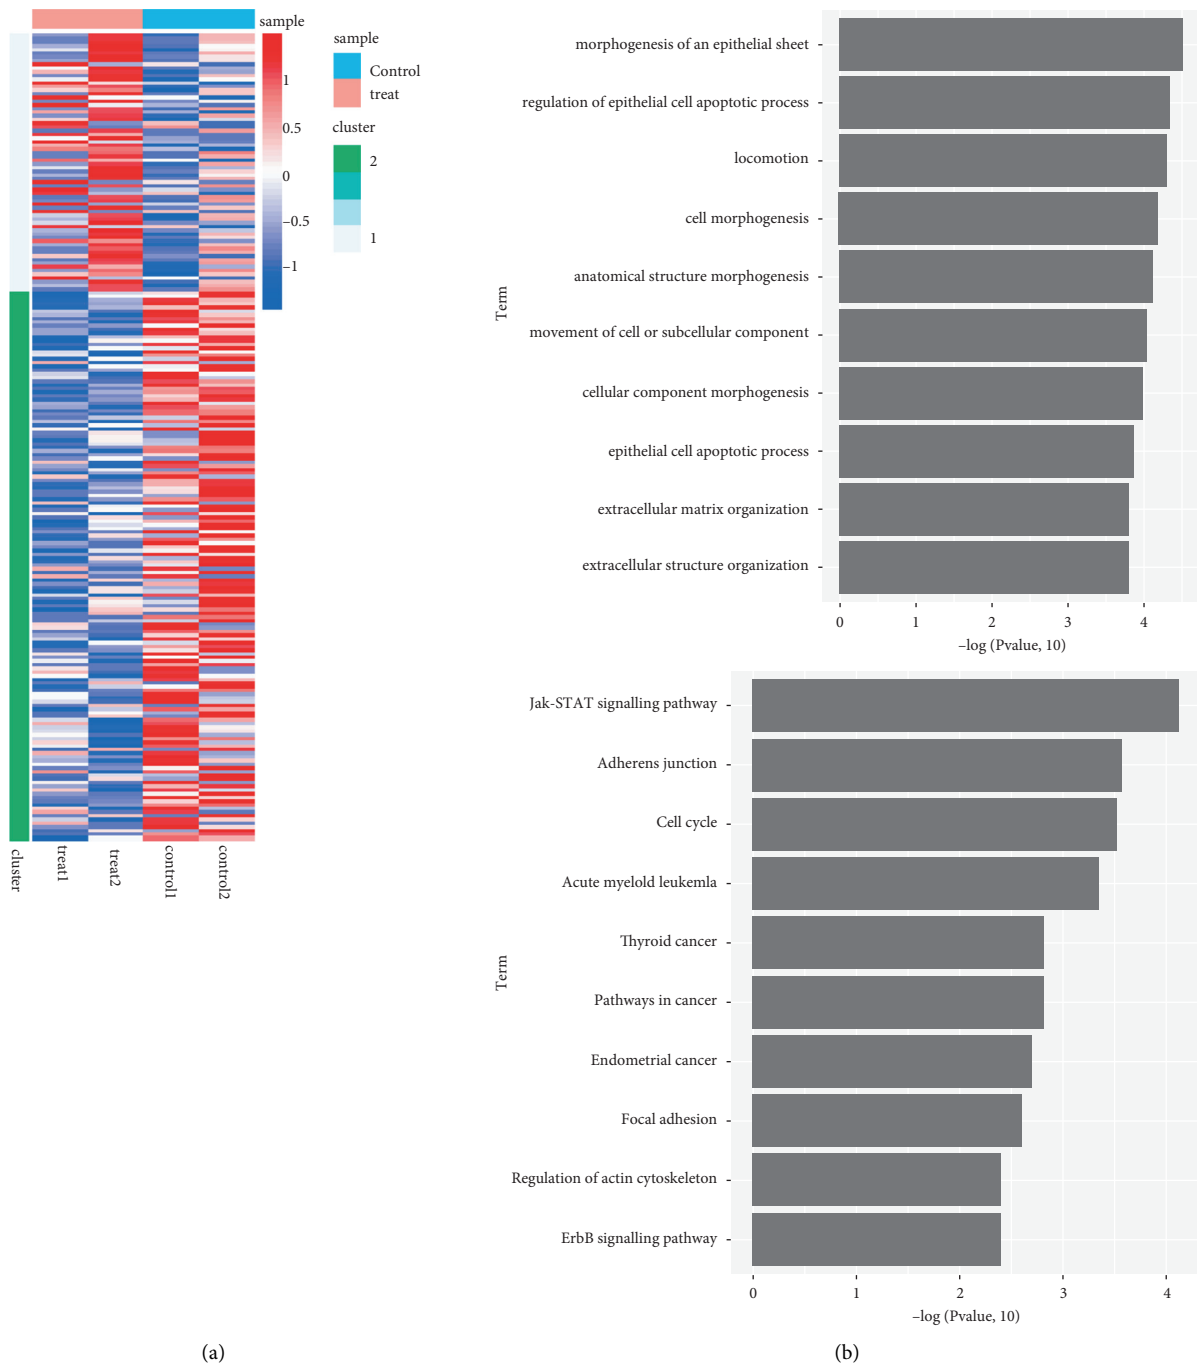 sample
1
0.5
0
–0.5
–1
sample
Control
treat
cluster
2
1
cluster
treat1
treat2
control1
control2
(a)
Term
morphogenesis of an epithelial sheet
regulation of epithelial cell apoptotic process
locomotion
cell morphogenesis
anatomical structure morphogenesis
movement of cell or subcellular component
cellular component morphogenesis
epithelial cell apoptotic process
extracellular matrix organization
extracellular structure organization
0 1 2 3 4
–log (Pvalue, 10)
Term
Jak-STAT signalling pathway
Adherens junction
Cell cycle
Acute myelold leukemla
Thyroid cancer
Pathways in cancer
Endometrial cancer
Focal adhesion
Regulation of actin cytoskeleton
ErbB signalling pathway
0 1 2 3 4
–log (Pvalue, 10)
(b)